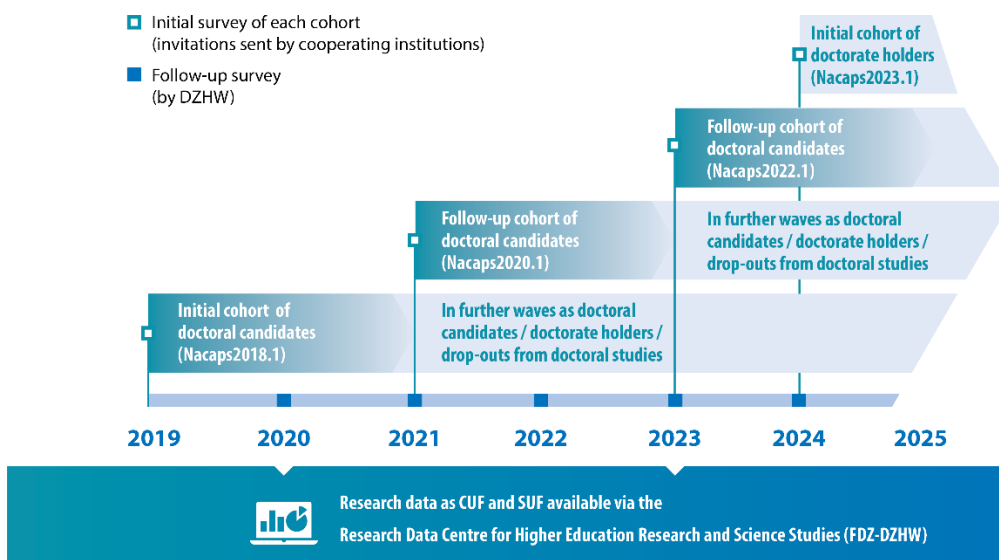 Initial survey of each cohort
(invitations sent by cooperating institutions)
Follow-up survey
(by DZHW)
Initial cohort of
doctorate holders
(Nacaps2023.1)
Follow-up cohort of
doctoral candidates
(Nacaps2022.1)
Follow-up cohort of
doctoral candidates
(Nacaps2020.1)
In further waves as doctoral
candidates / doctorate holders /
drop-outs from doctoral studies
Initial cohort of
doctoral candidates
(Nacaps2018.1)
In further waves as doctoral
candidates / doctorate holders /
drop-outs from doctoral studies
2019 2020 2021 2022 2023 2024 2025
Research data as CUF and SUF available via the
Research Data Centre for Higher Education Research and Science Studies (FDZ-DZHW)